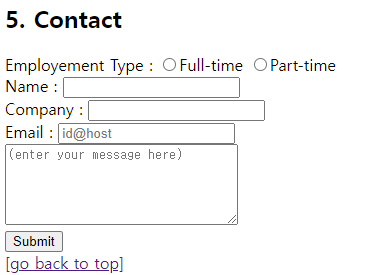 5. Contact
Employement Type : Full-time Part-time
Name :
Company :
Email : id@host
(enter your message here)
Submit
[go back to top]